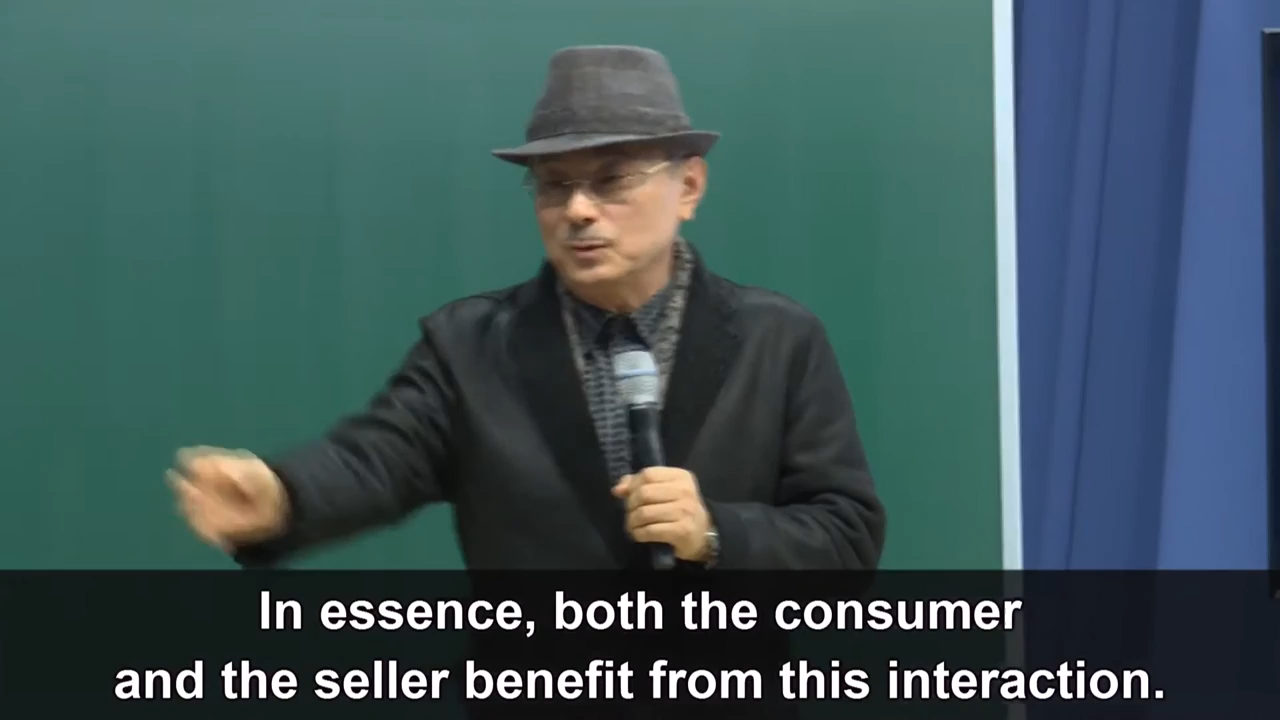 In essence, both the consumer
and the seller benefit from this interaction.